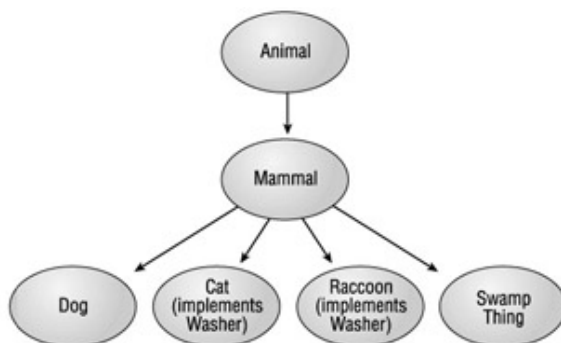 Animal
Mammal
Dog
Cat
(implements
Washer)
Raccoon
(implements
Washer)
Swamp
Thing